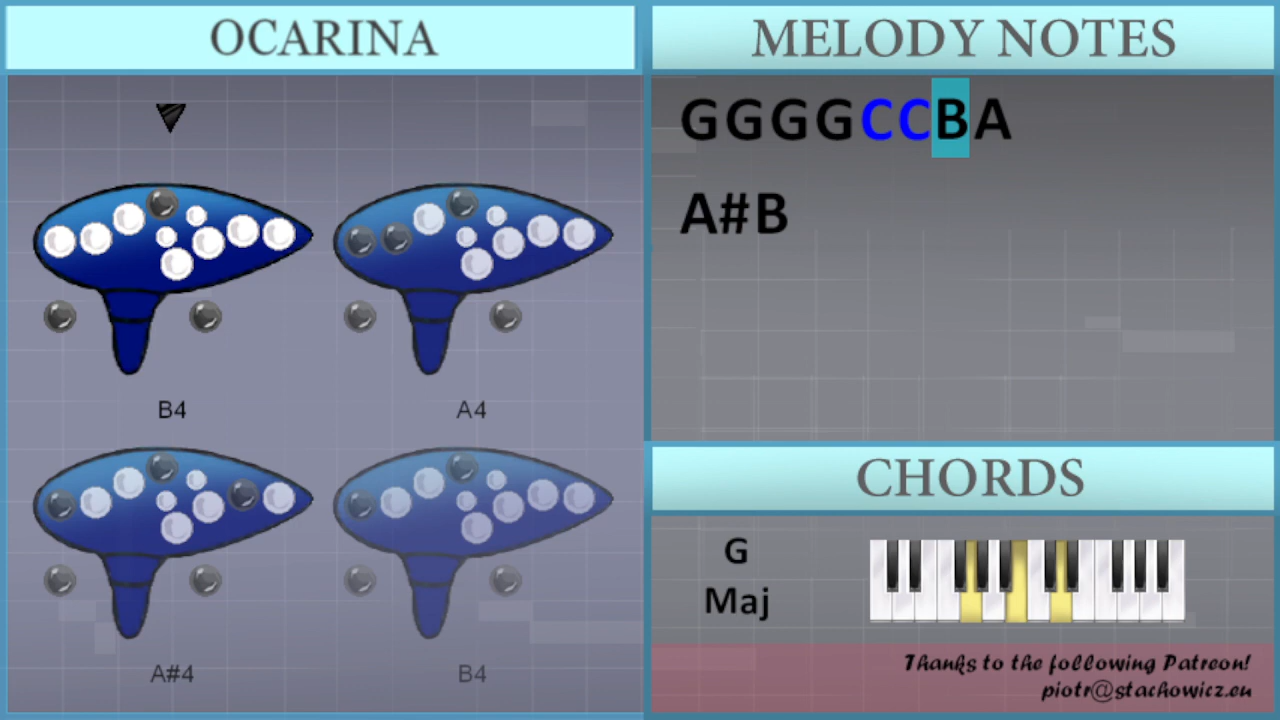 OCARINA
B4
A4
A#4
B4
MELODY NOTES
GGGGCCBA
A#B
CHORDS
G
Maj
Thanks to the following Patreon!
piotr@stachowicz.eu